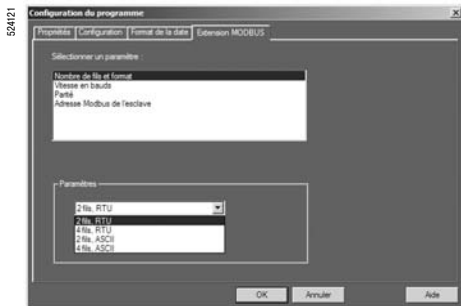 524121
Configuration du programme
Propriétés Configuration Format de la date Extension MODBUS
Sélectionner un paramètre :
Nombre de fils et format
Vitesse en bauds
Parité
Adresse Modbus de l'esclave
Paramètres
2 fils, RTU
2 fils, RTU
4 fils, RTU
2 fils, ASCII
4 fils, ASCII
OK Annuler Aide